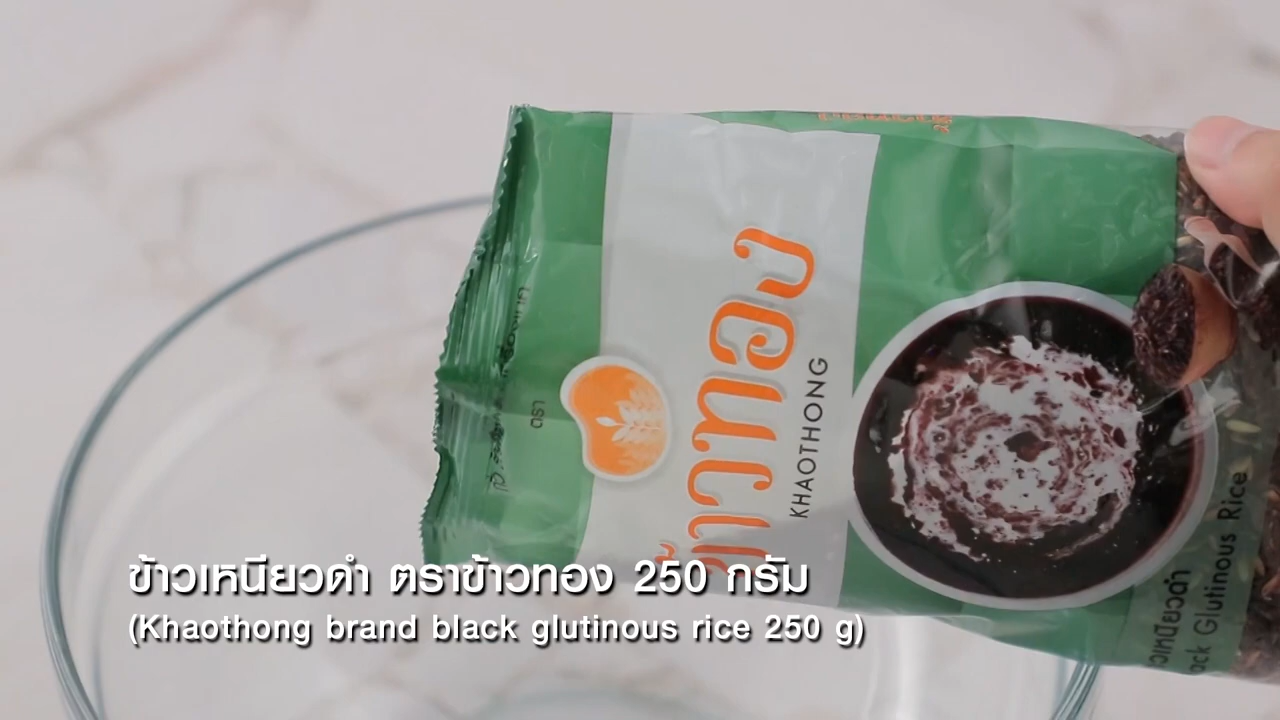 ตรา
ข้าวทอง
KHAOTHONG
Glutinous Rice
ข้าวเหนียวดำ ตราข้าวทอง 250 กรัม
(Khaothong brand black glutinous rice 250 g)